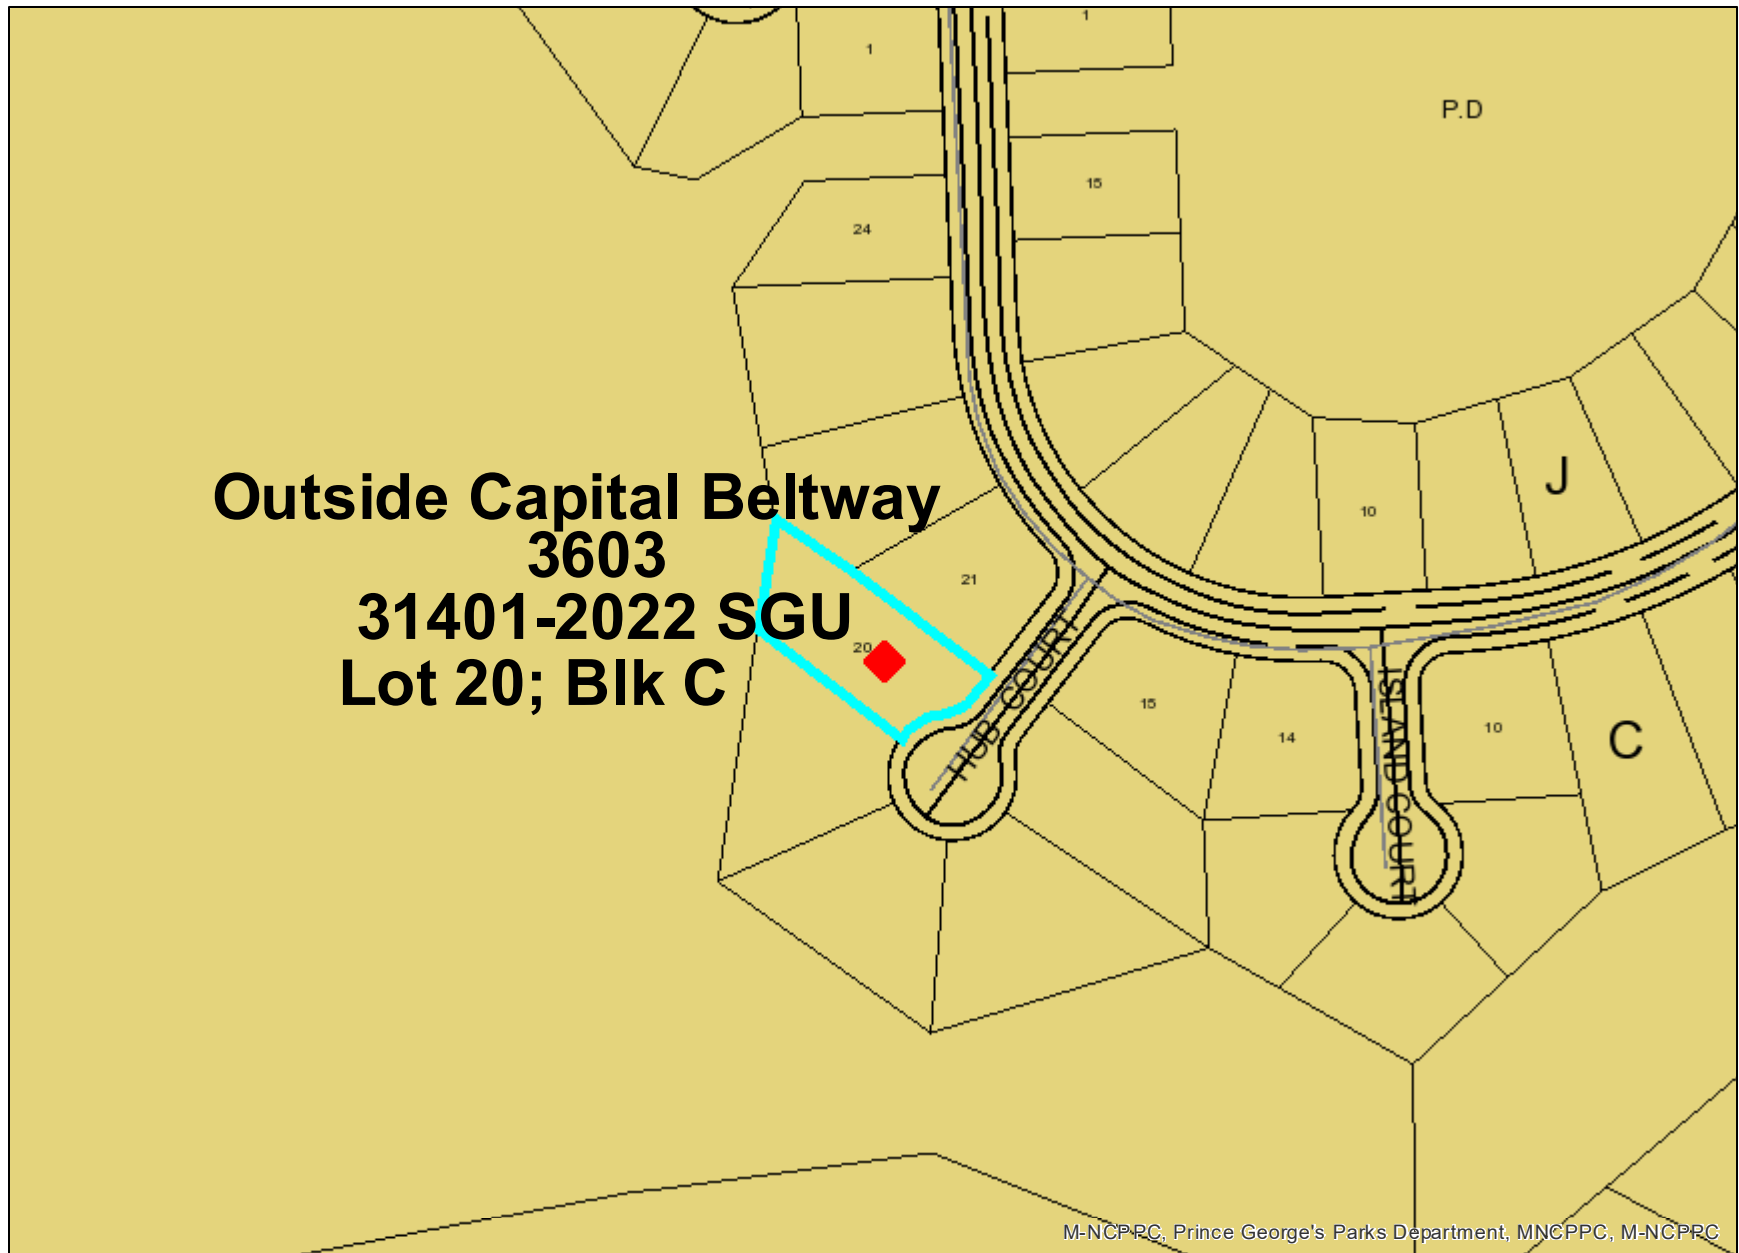 1
1
P.D
15
24
Outside Capital Beltway
3603
31401-2022 SGU
Lot 20; Blk C
21
20
10
J
HUB COURT
15
14
ISLAND COURT
10
C
M-NCPPC, Prince George's Parks Department, MNCPPC, M-NCPPC